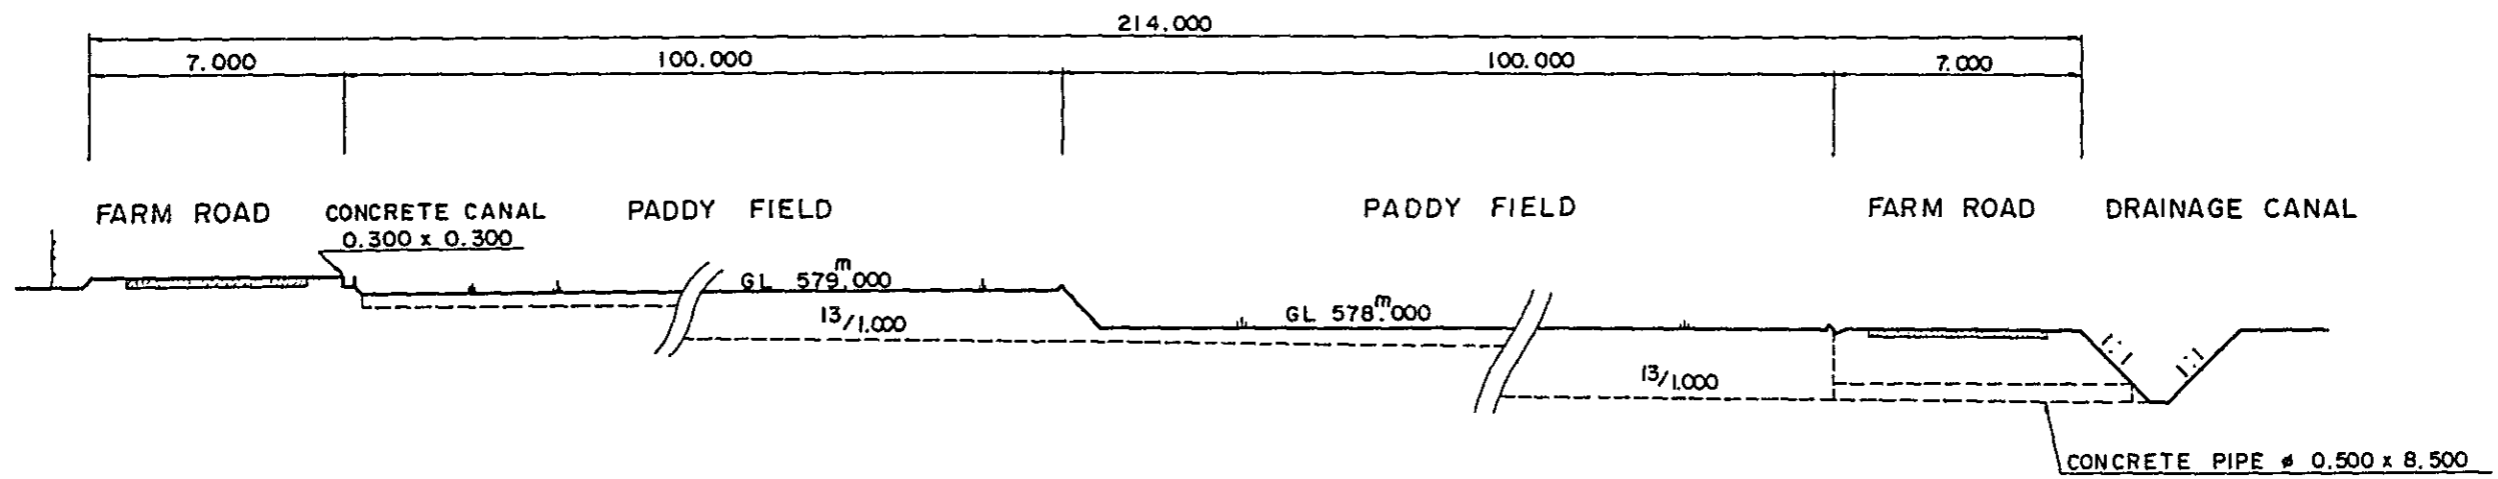 214.000
7.000 100.000 100.000 7.000
FARM ROAD CONCRETE CANAL PADDY FIELD PADDY FIELD FARM ROAD DRAINAGE CANAL
0.300 x 0.300
GL 579.ᵐ000
GL 578.ᵐ000
13/1.000
1:1 1:1
13/1.000
CONCRETE PIPE ø 0.500 x 8.500